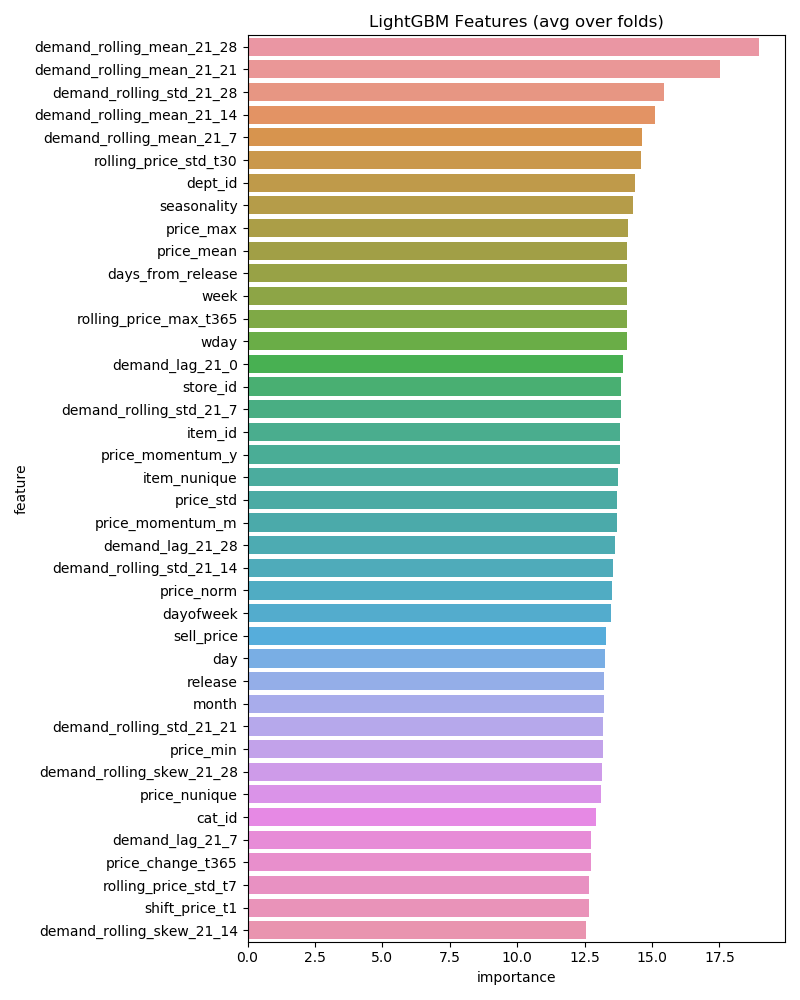 LightGBM Features (avg over folds)
demand_rolling_mean_21_28
demand_rolling_mean_21_21
demand_rolling_std_21_28
demand_rolling_mean_21_14
demand_rolling_mean_21_7
rolling_price_std_t30
dept_id
seasonality
price_max
price_mean
days_from_release
week
rolling_price_max_t365
wday
demand_lag_21_0
store_id
demand_rolling_std_21_7
item_id
price_momentum_y
item_nunique
price_std
price_momentum_m
demand_lag_21_28
demand_rolling_std_21_14
price_norm
dayofweek
sell_price
day
release
month
demand_rolling_std_21_21
price_min
demand_rolling_skew_21_28
price_nunique
cat_id
demand_lag_21_7
price_change_t365
rolling_price_std_t7
shift_price_t1
demand_rolling_skew_21_14
feature
0.0 2.5 5.0 7.5 10.0 12.5 15.0 17.5
importance